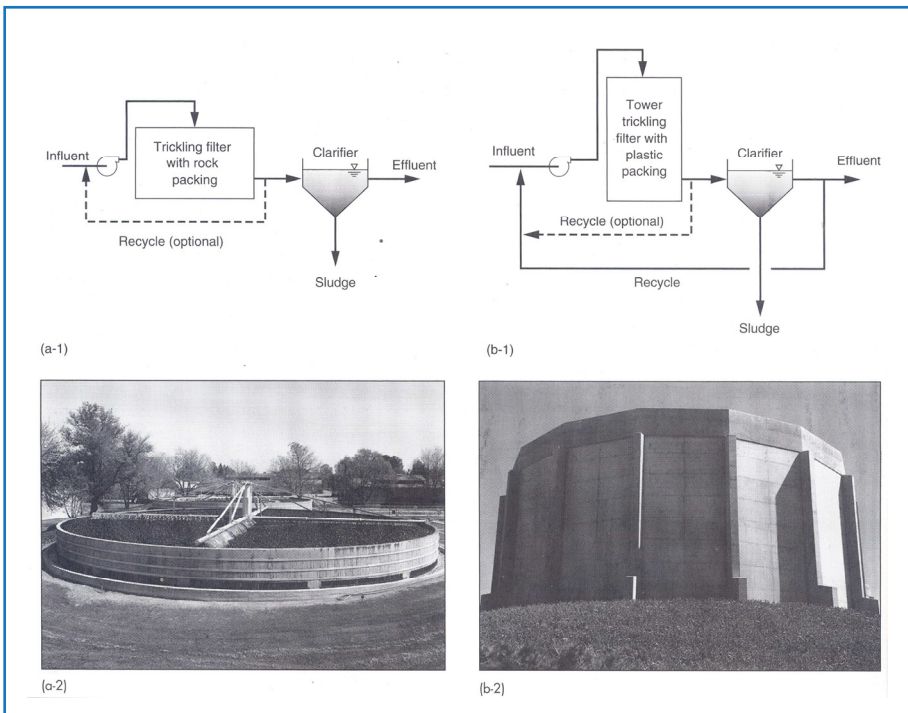 Influent
Trickling filter
with rock
packing
Clarifier
Effluent
Recycle (optional)
Sludge
(a-1)
Influent
Tower
trickling
filter with
plastic
packing
Clarifier
Effluent
Recycle (optional)
Recycle
Sludge
(b-1)
(a-2)
(b-2)